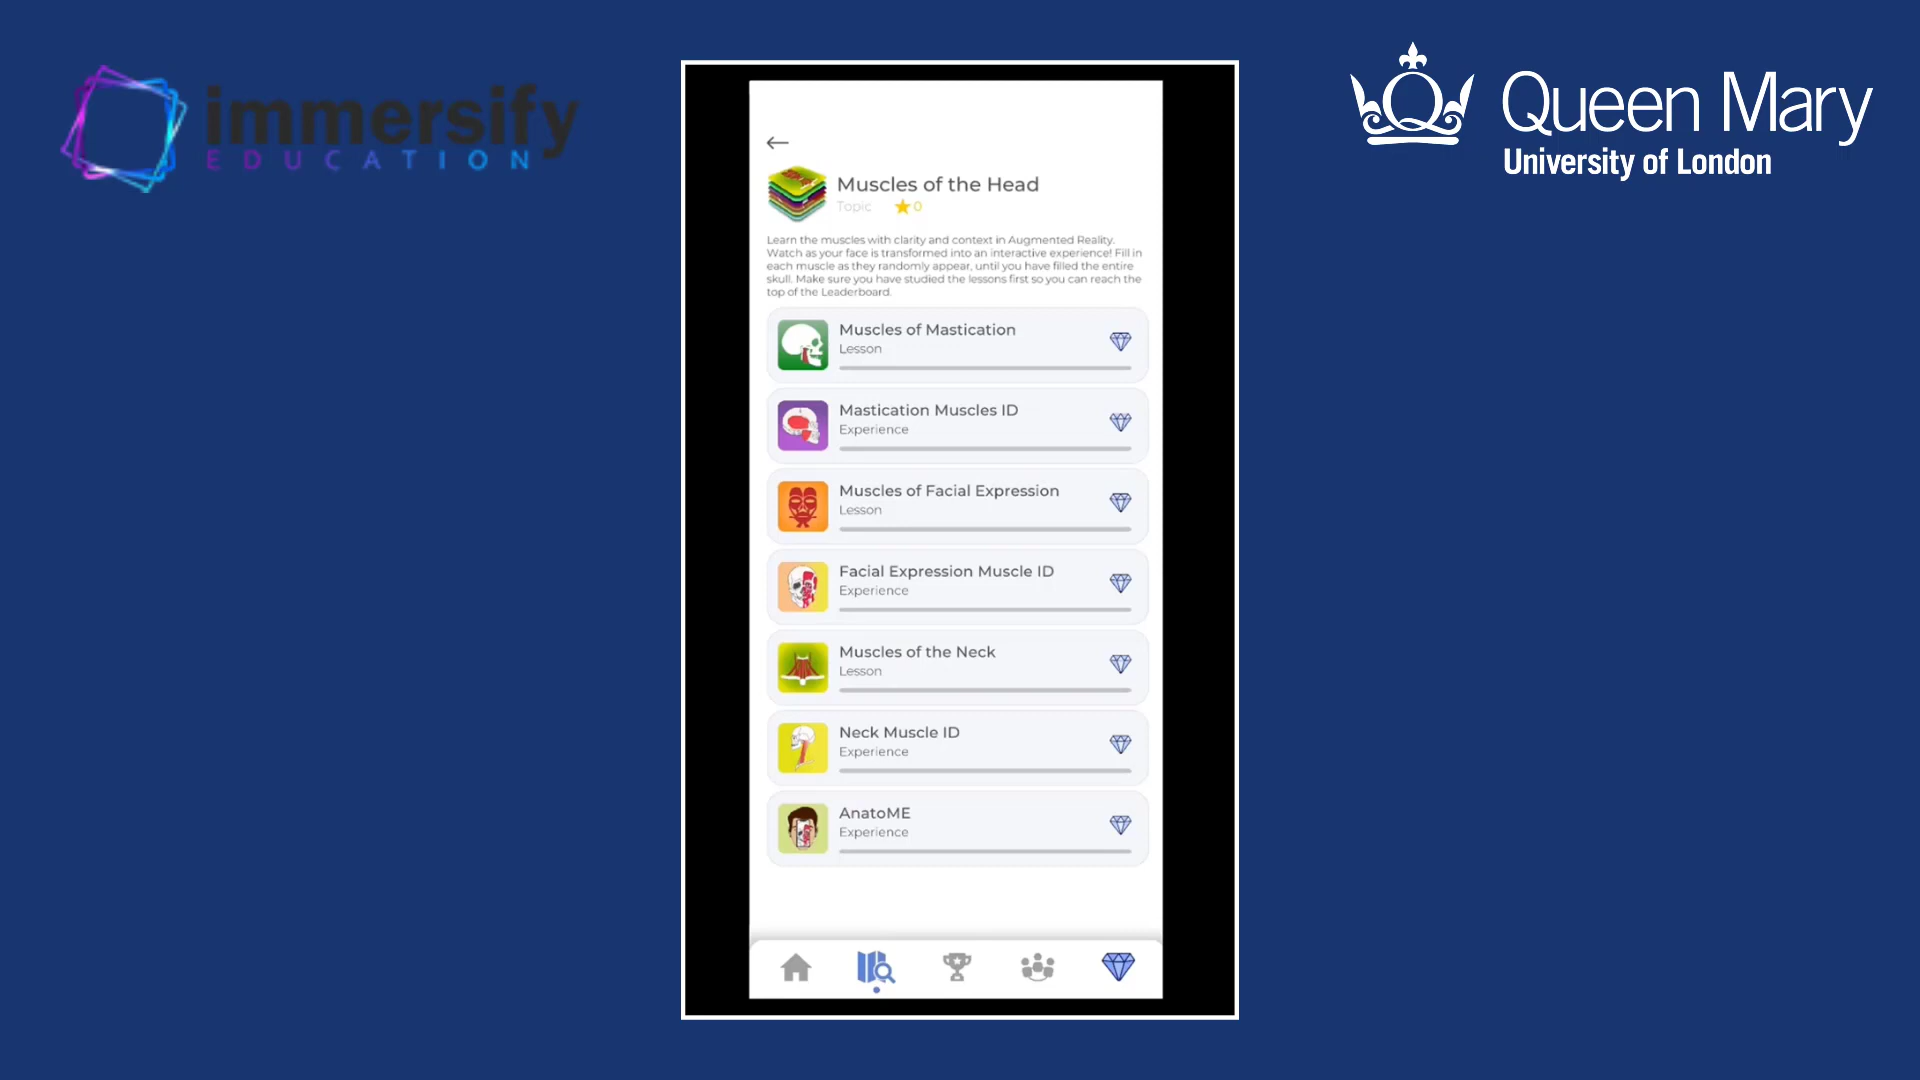 immersify
EDUCATION
Queen Mary
University of London
Muscles of the Head
Topic
0
Learn the muscles with clarity and context in Augmented Reality.
Watch as your face is transformed into an interactive experience! Fill in
each muscle as they randomly appear, until you have filled the entire
skull. Make sure you have studied the lessons first so you can reach the
top of the Leaderboard.
Muscles of Mastication
Lesson
Mastication Muscles ID
Experience
Muscles of Facial Expression
Lesson
Facial Expression Muscle ID
Experience
Muscles of the Neck
Lesson
Neck Muscle ID
Experience
AnatoME
Experience